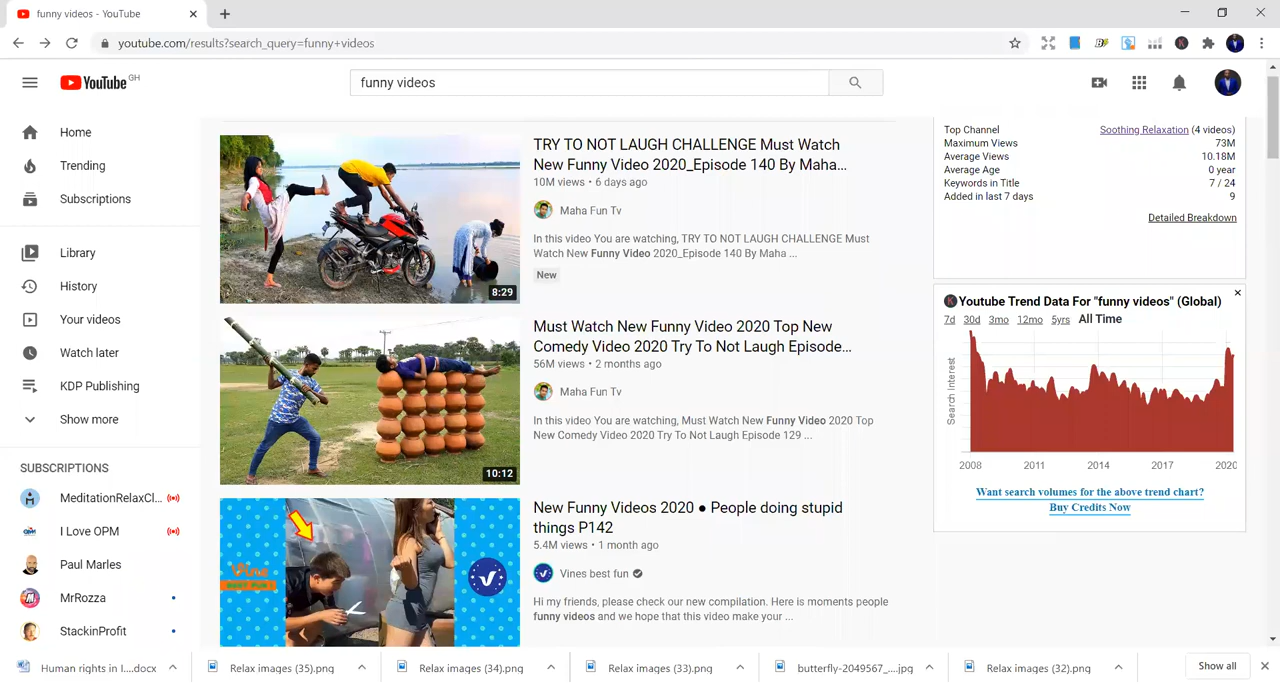 funny videos - YouTube
youtube.com/results?search_query=funny+videos
YouTube GH
funny videos
Home
Trending
Subscriptions
Library
History
Your videos
Watch later
KDP Publishing
Show more
SUBSCRIPTIONS
MeditationRelaxCl...
I Love OPM
Paul Marles
MrRozza
StackinProfit
8:29
TRY TO NOT LAUGH CHALLENGE Must Watch
New Funny Video 2020_Episode 140 By Maha...
10M views • 6 days ago
Maha Fun Tv
In this video You are watching, TRY TO NOT LAUGH CHALLENGE Must
Watch New Funny Video 2020_Episode 140 By Maha ...
New
10:12
Must Watch New Funny Video 2020 Top New
Comedy Video 2020 Try To Not Laugh Episode...
56M views • 2 months ago
Maha Fun Tv
In this video You are watching, Must Watch New Funny Video 2020 Top
New Comedy Video 2020 Try To Not Laugh Episode 129 ...
Vine
BEST FUN !
New Funny Videos 2020 ● People doing stupid
things P142
5.4M views • 1 month ago
Vines best fun
Hi my friends, please check our new compilation. Here is moments people
funny videos and we hope that this video make your ...
Top Channel Soothing Relaxation (4 videos)
Maximum Views 73M
Average Views 10.18M
Average Age 0 year
Keywords in Title 7 / 24
Added in last 7 days 9
Detailed Breakdown
Youtube Trend Data For "funny videos" (Global)
7d 30d 3mo 12mo 5yrs All Time
Search Interest
2008 2011 2014 2017 2020
Want search volumes for the above trend chart?
Buy Credits Now
Human rights in I....docx
Relax images (35).png
Relax images (34).png
Relax images (33).png
butterfly-2049567_....jpg
Relax images (32).png
Show all